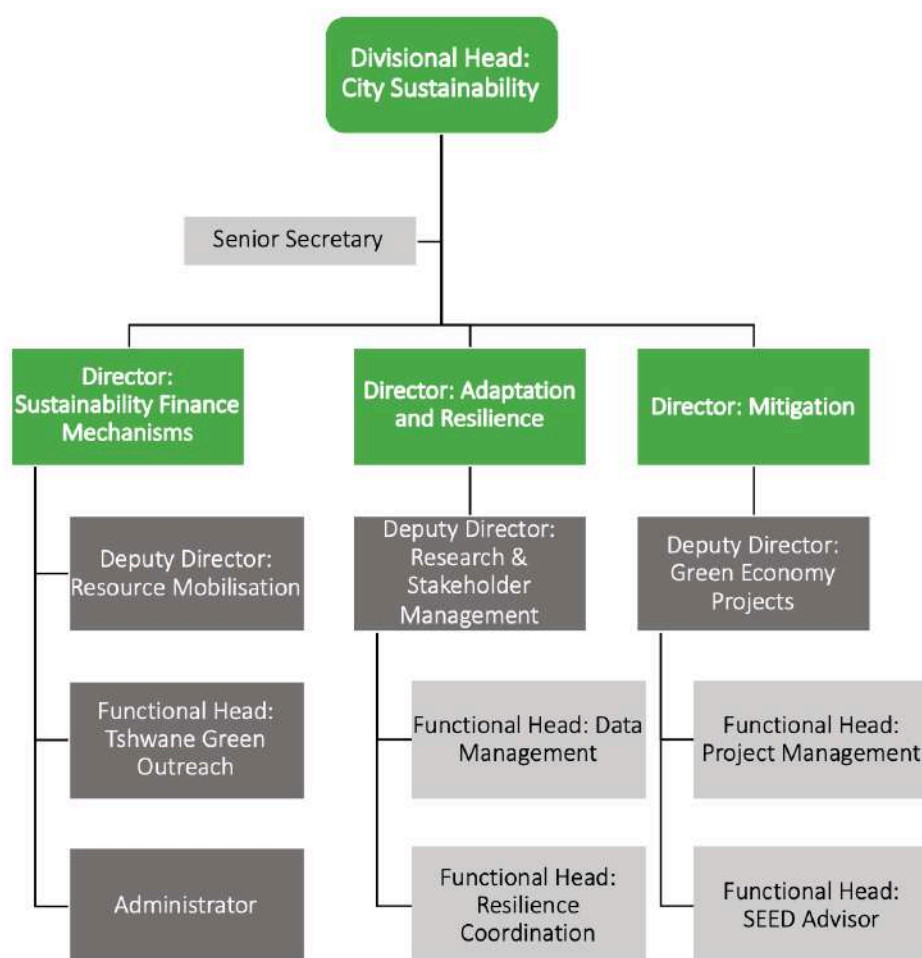 Divisional Head:
City Sustainability
Senior Secretary
Director:
Sustainability Finance
Mechanisms
Director: Adaptation
and Resilience
Director: Mitigation
Deputy Director:
Resource Mobilisation
Deputy Director:
Research &
Stakeholder
Management
Deputy Director:
Green Economy
Projects
Functional Head:
Tshwane Green
Outreach
Functional Head: Data
Management
Functional Head:
Project Management
Administrator
Functional Head:
Resilience
Coordination
Functional Head:
SEED Advisor